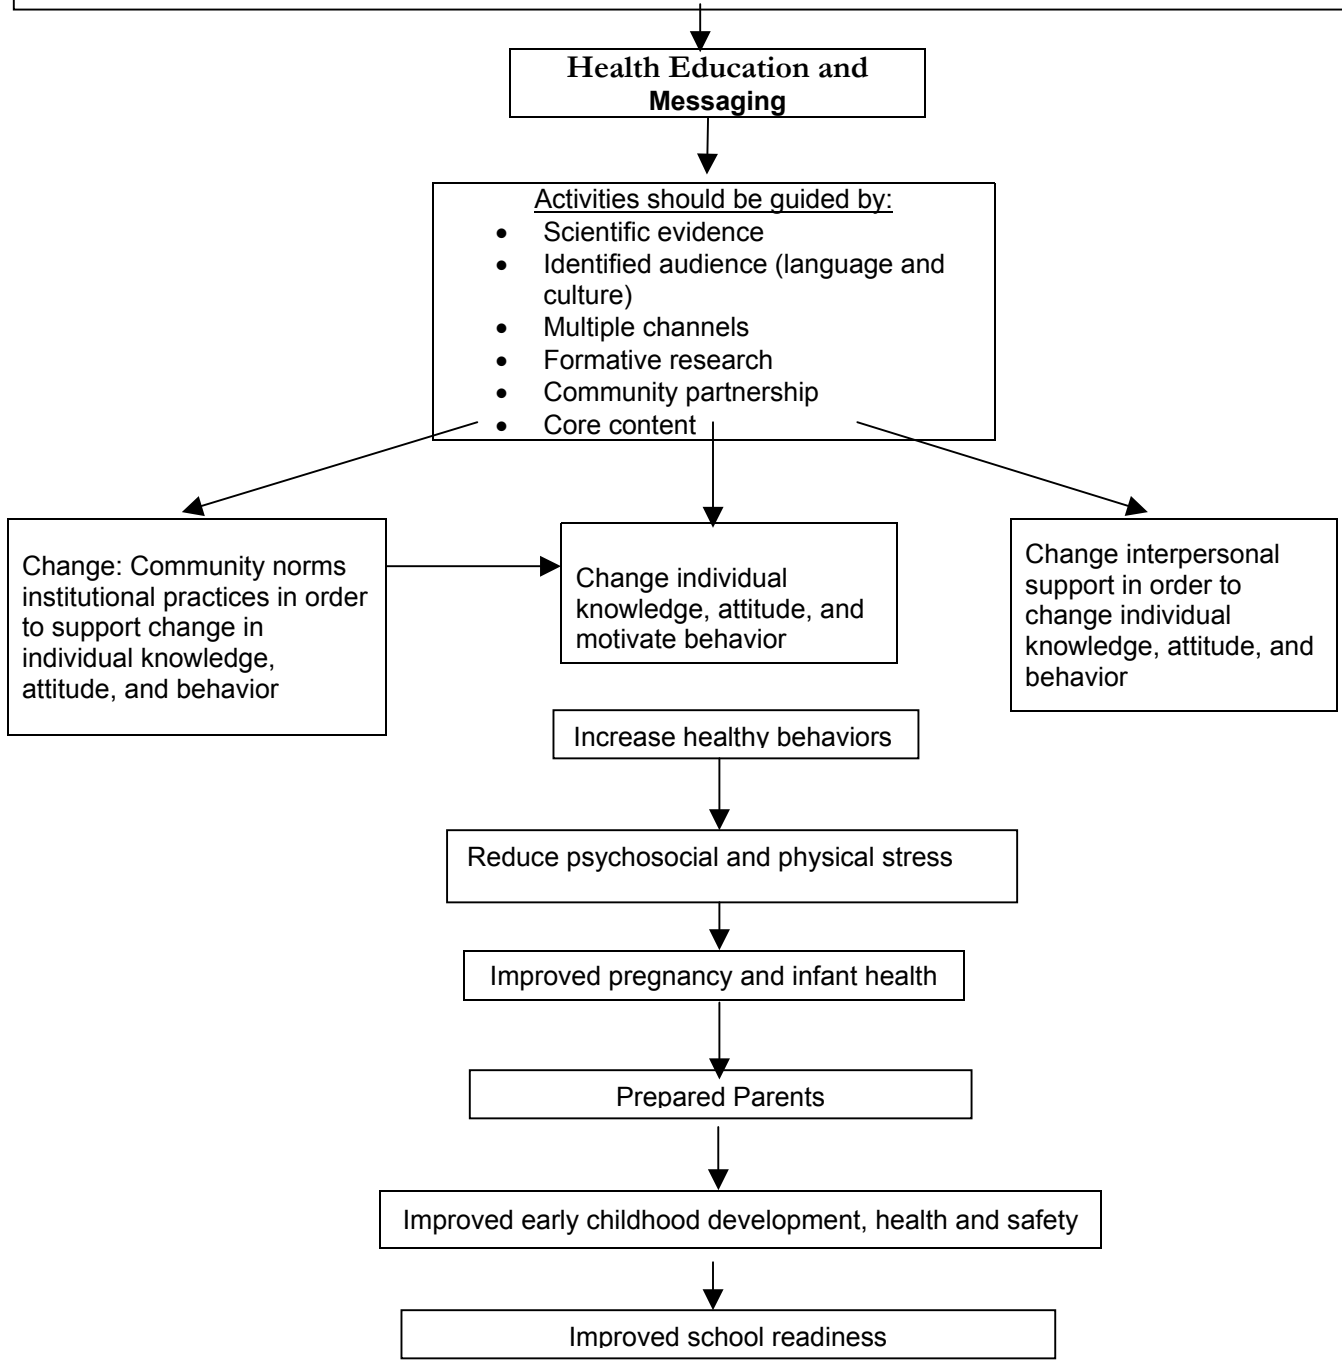 Health Education and
Messaging
Activities should be guided by:
• Scientific evidence
• Identified audience (language and
culture)
• Multiple channels
• Formative research
• Community partnership
• Core content
Change: Community norms
institutional practices in order
to support change in
individual knowledge,
attitude, and behavior
Change individual
knowledge, attitude, and
motivate behavior
Change interpersonal
support in order to
change individual
knowledge, attitude, and
behavior
Increase healthy behaviors
Reduce psychosocial and physical stress
Improved pregnancy and infant health
Prepared Parents
Improved early childhood development, health and safety
Improved school readiness